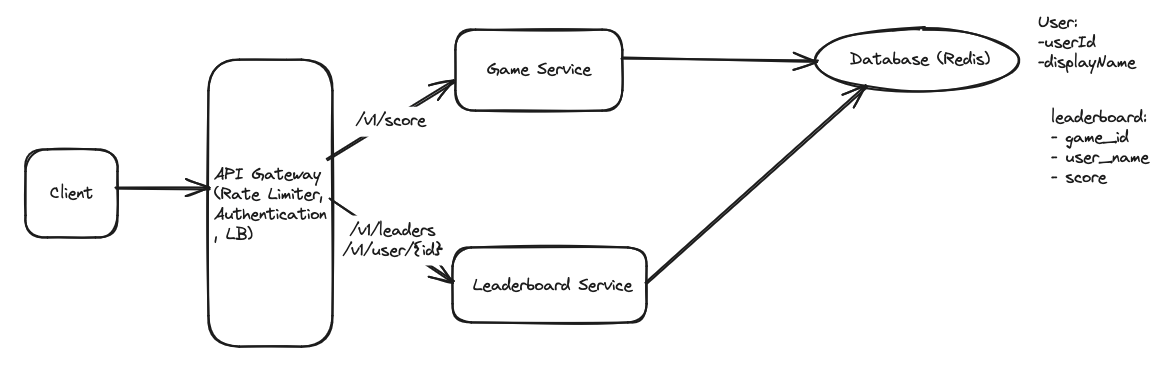 User:
-userId
-displayName
Game Service
Database (Redis)
/v1/score
leaderboard:
- game_id
- user_name
- score
Client
API Gateway
(Rate Limiter,
Authentication
, LB)
/v1/leaders
/v1/user/{id}
Leaderboard Service